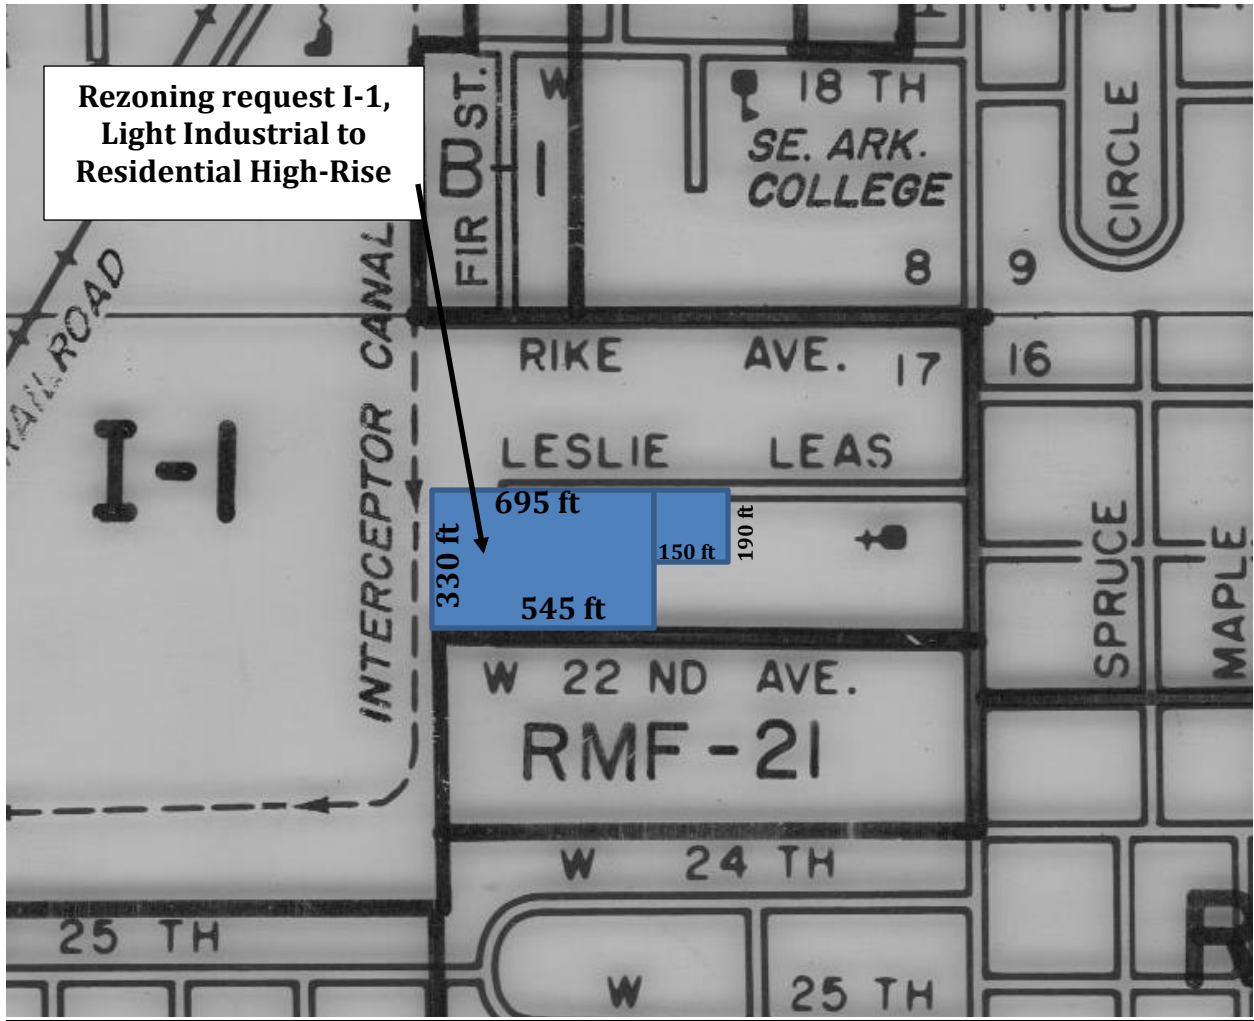 Rezoning request I-1,
Light Industrial to
Residential High-Rise
FIR ST.
B-1
W
18 TH
SE. ARK.
COLLEGE
8
9
CIRCLE
RAILROAD
INTERCEPTOR CANAL
RIKE AVE.
17
16
I-1
LESLIE LEAS
695 ft
330 ft
150 ft
190 ft
545 ft
SPRUCE
MAPLE
W 22 ND AVE.
RMF-21
W 24 TH
25 TH
W 25 TH
R